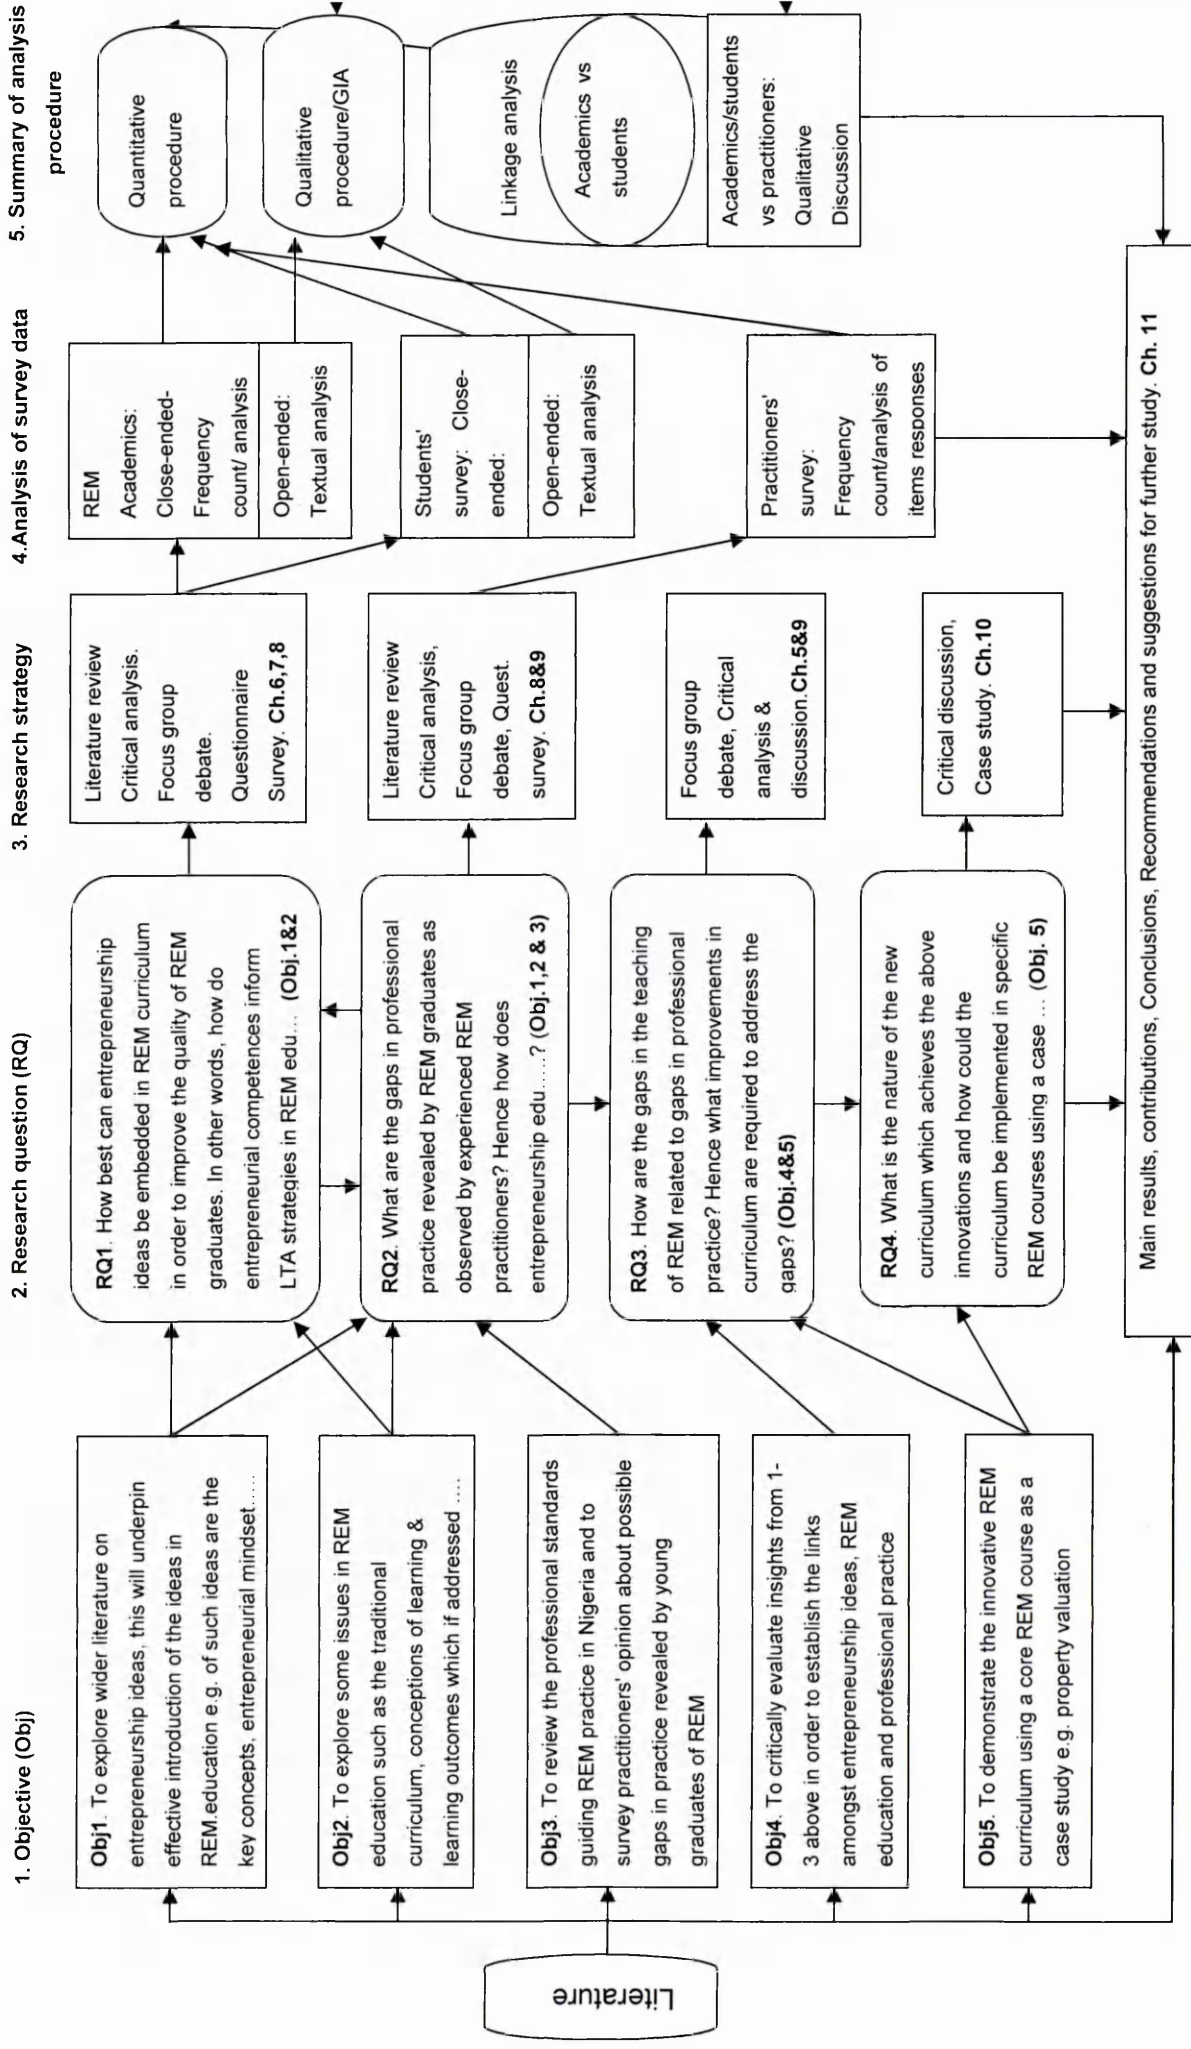 1. Objective (Obj)
2. Research question (RQ)
3. Research strategy
4.Analysis of survey data
5. Summary of analysis
procedure
Literature
Obj1. To explore wider literature on
entrepreneurship ideas, this will underpin
effective introduction of the ideas in
REM.education e.g. of such ideas are the
key concepts, entrepreneurial mindset.....
Obj2. To explore some issues in REM
education such as the traditional
curriculum, conceptions of learning &
learning outcomes which if addressed ....
Obj3. To review the professional standards
guiding REM practice in Nigeria and to
survey practitioners' opinion about possible
gaps in practice revealed by young
graduates of REM
Obj4. To critically evaluate insights from 1-
3 above in order to establish the links
amongst entrepreneurship ideas, REM
education and professional practice
Obj5. To demonstrate the innovative REM
curriculum using a core REM course as a
case study e.g. property valuation
RQ1. How best can entrepreneurship
ideas be embedded in REM curriculum
in order to improve the quality of REM
graduates. In other words, how do
entrepreneurial competences inform
LTA strategies in REM edu... (Obj.1&2
RQ2. What are the gaps in professional
practice revealed by REM graduates as
observed by experienced REM
practitioners? Hence how does
entrepreneurship edu.....? (Obj.1,2 & 3)
RQ3. How are the gaps in the teaching
of REM related to gaps in professional
practice? Hence what improvements in
curriculum are required to address the
gaps? (Obj.4&5)
RQ4. What is the nature of the new
curriculum which achieves the above
innovations and how could the
curriculum be implemented in specific
REM courses using a case ... (Obj. 5)
Literature review
Critical analysis.
Focus group
debate.
Questionnaire
Survey. Ch.6,7,8
Literature review
Critical analysis,
Focus group
debate, Quest.
survey. Ch.8&9
Focus group
debate, Critical
analysis &
discussion.Ch.5&9
Critical discussion,
Case study. Ch.10
REM
Academics:
Close-ended-
Frequency
count/ analysis
Open-ended:
Textual analysis
Students'
survey: Close-
ended:
Open-ended:
Textual analysis
Practitioners'
survey:
Frequency
count/analysis of
items responses
Quantitative
procedure
Qualitative
procedure/GIA
Linkage analysis
Academics vs
students
Academics/students
vs practitioners:
Qualitative
Discussion
Main results, contributions, Conclusions, Recommendations and suggestions for further study. Ch. 11